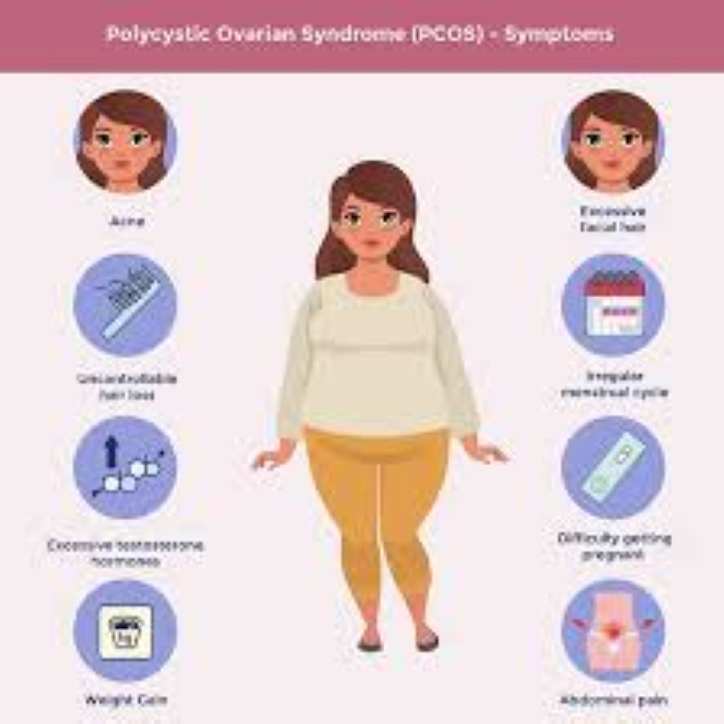 Polycystic Ovarian Syndrome (PCOS) - Symptoms
Acne
Uncontrollable
hair loss
Excessive testosterone
hormones
Weight Gain
Excessive
facial hair
Irregular
menstrual cycle
Difficulty getting
pregnant
Abdominal pain